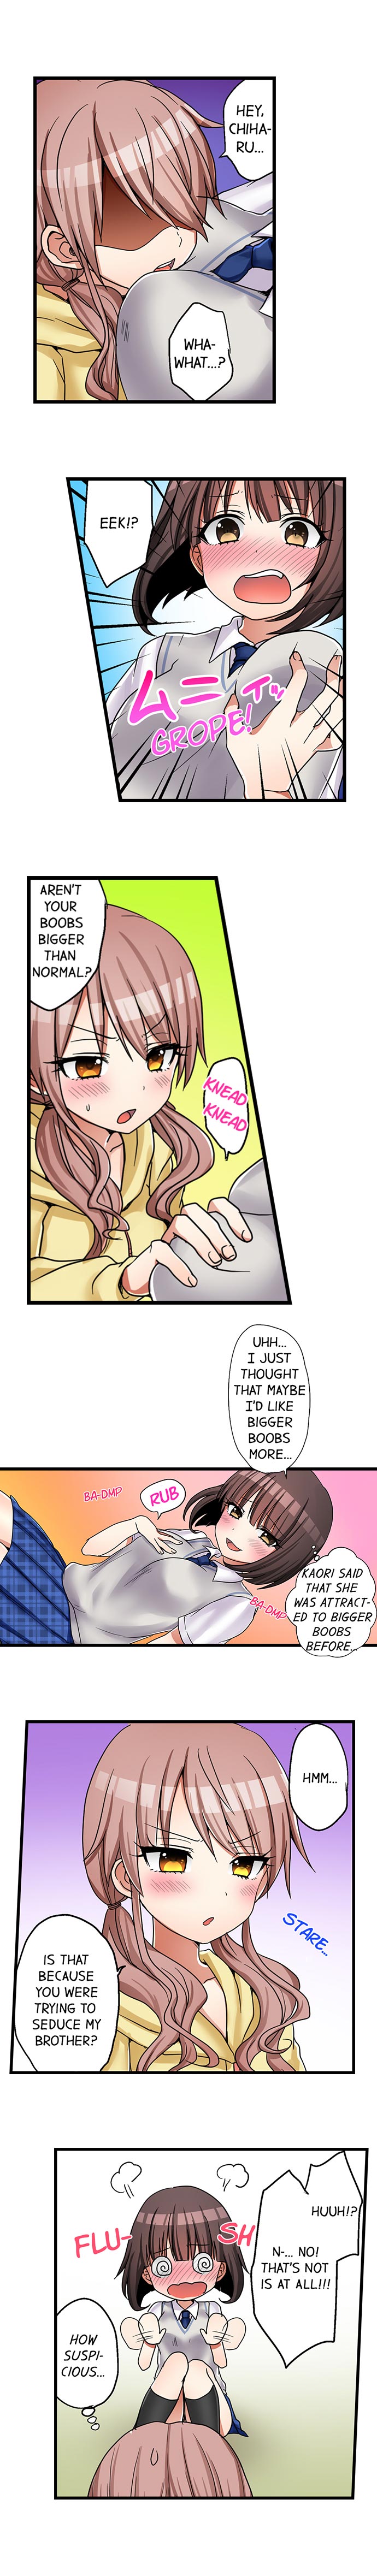 HEY,
CHIHA-
RU...
WHA-
WHAT...?
EEK!?
ムニィッ
GROPE!
AREN'T
YOUR
BOOBS
BIGGER
THAN
NORMAL?
KNEAD
KNEAD
UHH...
I JUST
THOUGHT
THAT MAYBE
I'D LIKE
BIGGER
BOOBS
MORE...
BA-DMP
RUB
BA-DMP
KAORI SAID
THAT SHE
WAS ATTRACT-
ED TO BIGGER
BOOBS
BEFORE...
HMM...
STARE...
IS THAT
BECAUSE
YOU WERE
TRYING TO
SEDUCE MY
BROTHER?
HUUH!?
N-... NO!
THAT'S NOT
IS AT ALL!!!
FLU-
SH
HOW
SUSPI-
CIOUS...